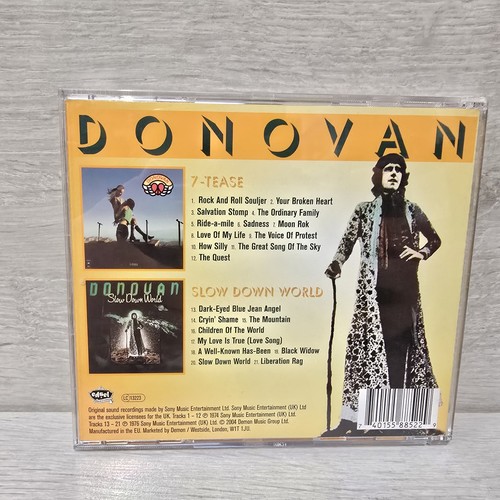 DONOVAN
7-TEASE
1. Rock And Roll Souljer 2. Your Broken Heart
3. Salvation Stomp 4. The Ordinary Family
5. Ride-a-mile 6. Sadness 7. Moon Rok
8. Love Of My Life 9. The Voice Of Protest
10. How Silly 11. The Great Song Of The Sky
12. The Quest
DONOVAN
Slow Down World
SLOW DOWN WORLD
13. Dark-Eyed Blue Jean Angel
14. Cryin' Shame 15. The Mountain
16. Children Of The World
17. My Love Is True (Love Song)
18. A Well-Known Has-Been 19. Black Widow
20. Slow Down World 21. Liberation Rag
edsel
LC 13223
Original sound recordings made by Sony Music Entertainment Ltd. Sony Music Entertainment (UK) Ltd
are the exclusive licensees for the UK. Tracks 1 - 12 ℗ 1974 Sony Music Entertainment (UK) Ltd.
Tracks 13 - 21 ℗ 1976 Sony Music Entertainment (UK) Ltd. © 2004 Demon Music Group Ltd.
Manufactured in the EU. Marketed by Demon / Westside, London, W1T 1JU.
7 40155 88522 9